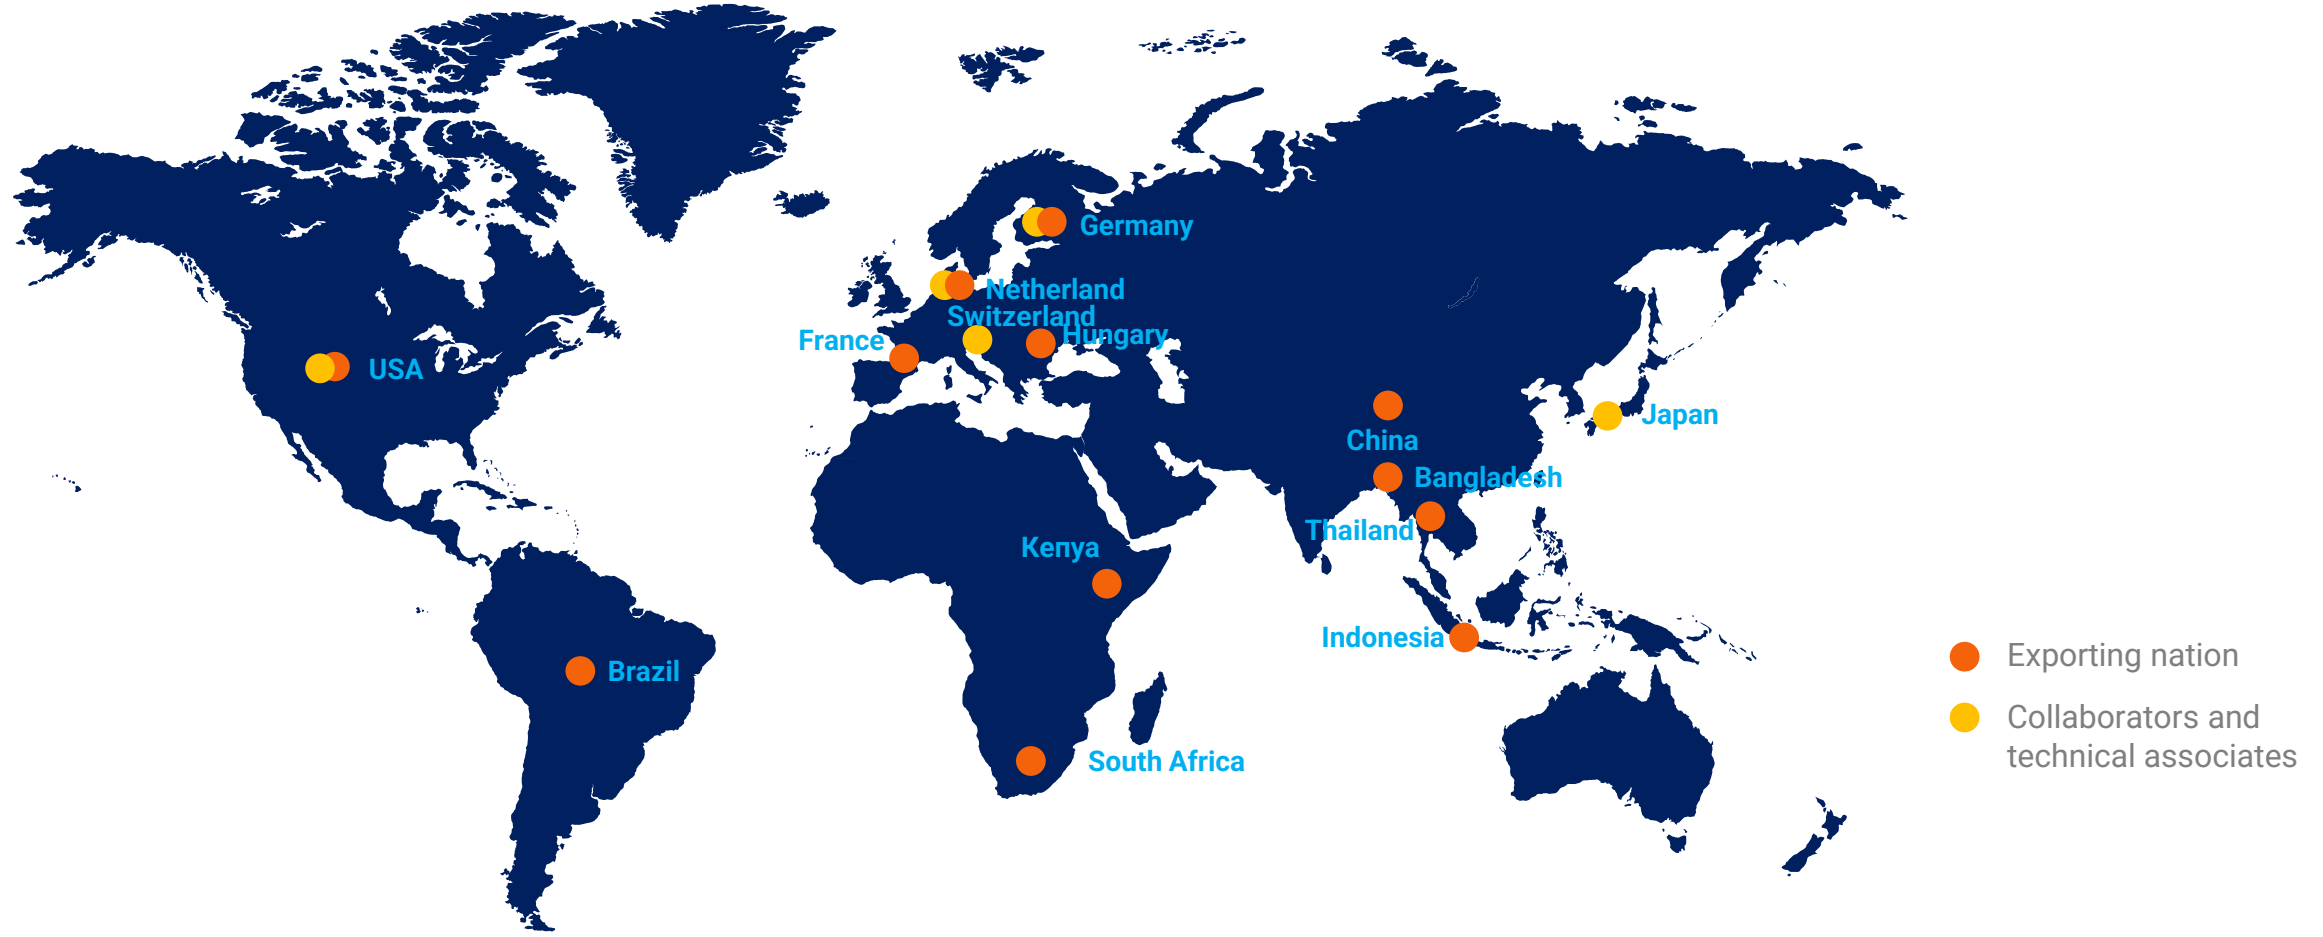 Germany
Netherland
Switzerland
Hungary
France
USA
Japan
China
Bangladesh
Thailand
Kenya
Indonesia
Brazil
South Africa
Exporting nation
Collaborators and
technical associates